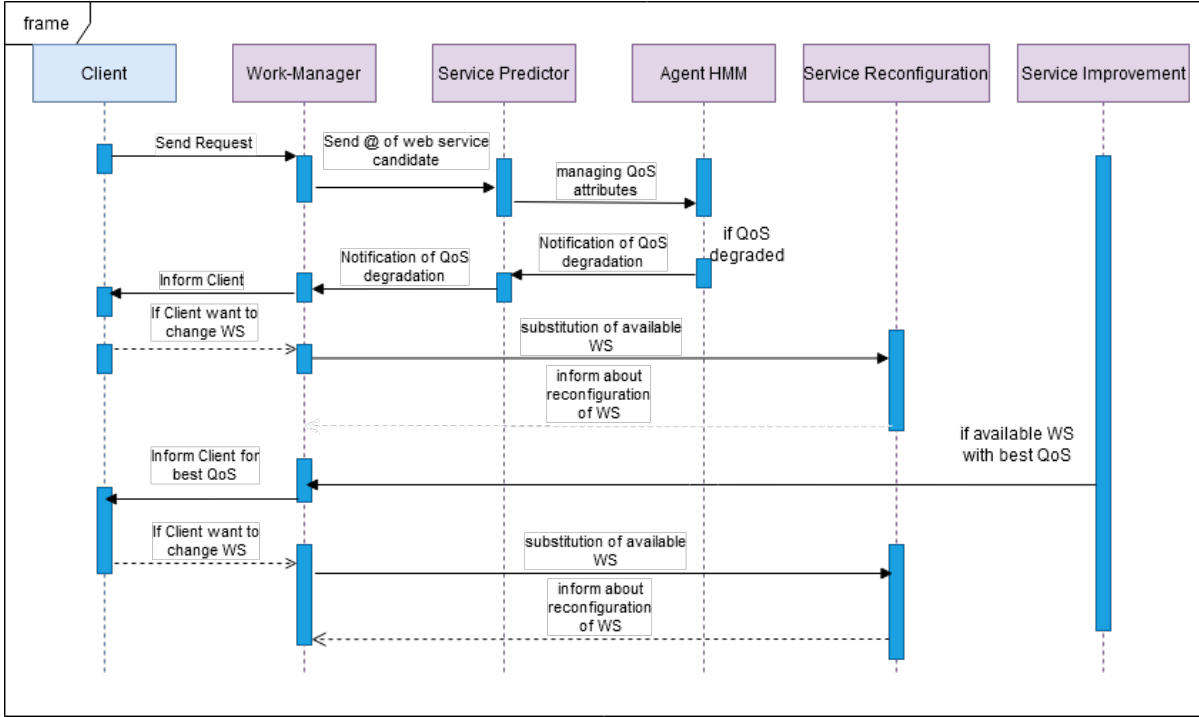 frame
Client
Work-Manager
Service Predictor
Agent HMM
Service Reconfiguration
Service Improvement
Send Request
Send @ of web service
candidate
managing QoS
attributes
if QoS
degraded
Notification of QoS
degradation
Notification of QoS
degradation
Inform Client
If Client want to
change WS
substitution of available
WS
inform about
reconfiguration
of WS
if available WS
with best QoS
Inform Client for
best QoS
If Client want to
change WS
substitution of available
WS
inform about
reconfiguration
of WS